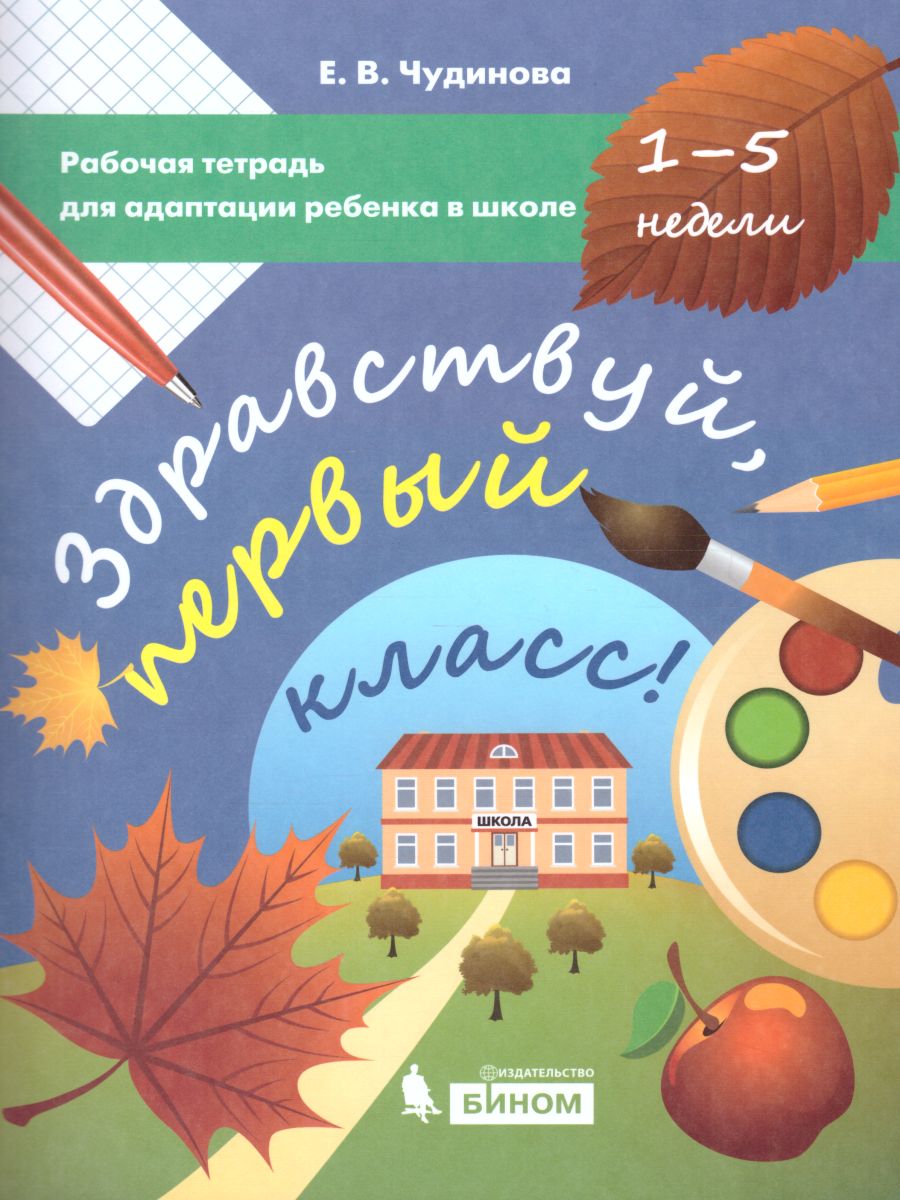 Е. В. Чудинова
Рабочая тетрадь
для адаптации ребенка в школе
1–5
недели
Здравствуй,
первый
класс!
ШКОЛА
ИЗДАТЕЛЬСТВО
БИНОМ